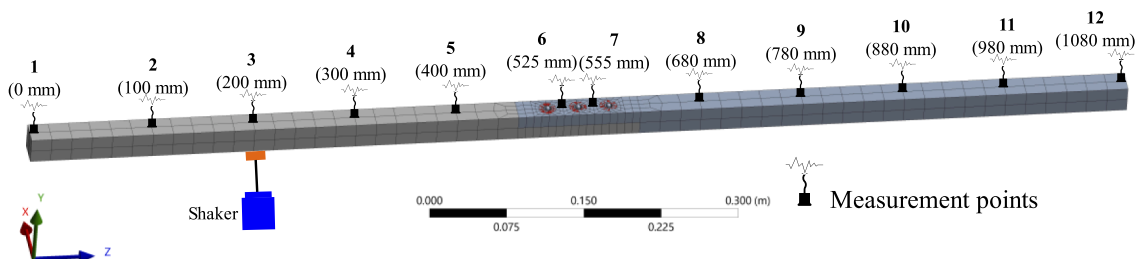 1
(0 mm)
2
(100 mm)
3
(200 mm)
4
(300 mm)
5
(400 mm)
6
(525 mm)
7
(555 mm)
8
(680 mm)
9
(780 mm)
10
(880 mm)
11
(980 mm)
12
(1080 mm)
Shaker
X
Y
Z
0.000
0.150
0.300 (m)
0.075
0.225
Measurement points